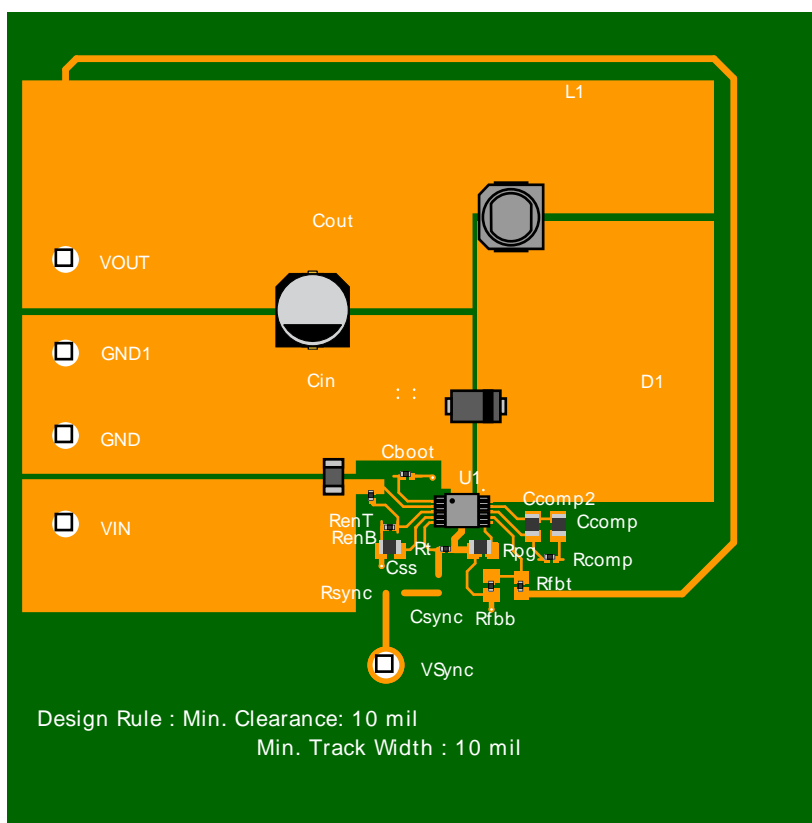 L1
Cout
VOUT
GND1
Cin
: :
D1
GND
Cboot
U1
Ccomp2
VIN
RenT
Ccomp
RenB
Rt
Rpg
Rcomp
Css
Rfbt
Rsync
Csync
Rfbb
VSync
Design Rule : Min. Clearance: 10 mil
Min. Track Width : 10 mil